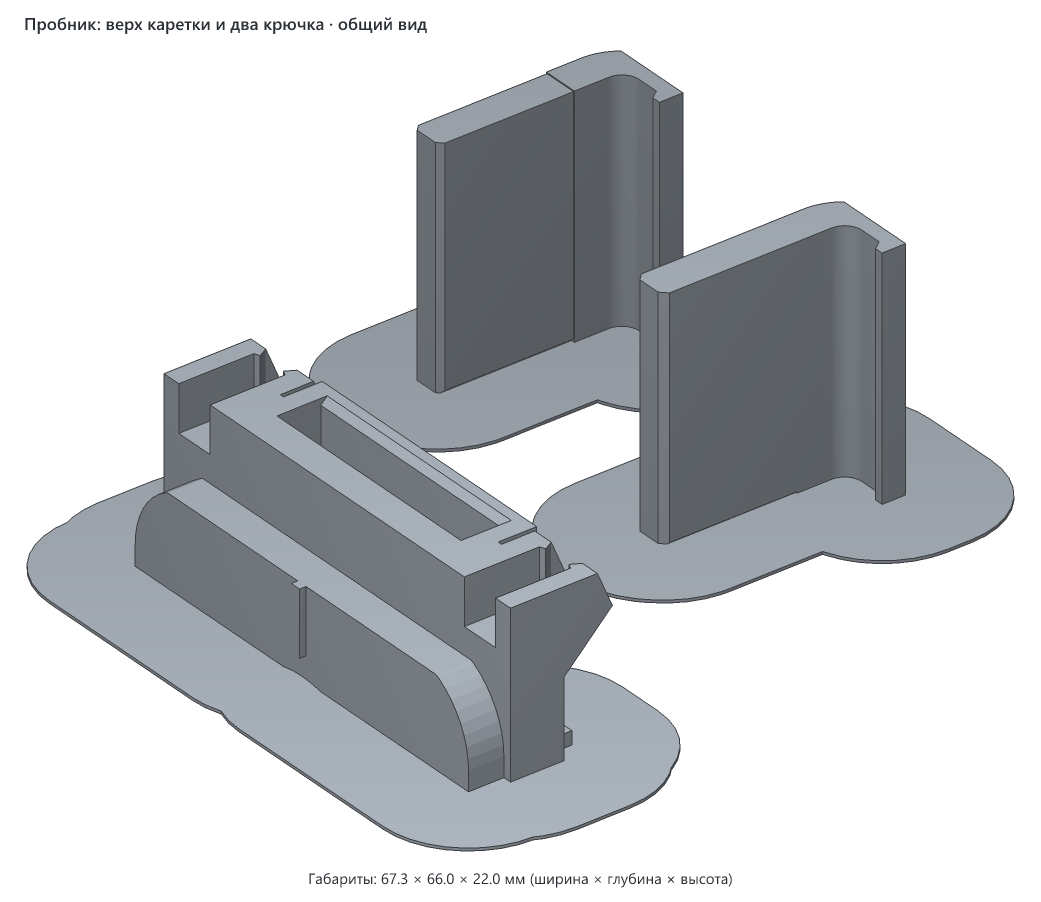 Пробник: верх каретки и два крючка · общий вид
Габариты: 67.3 × 66.0 × 22.0 мм (ширина × глубина × высота)